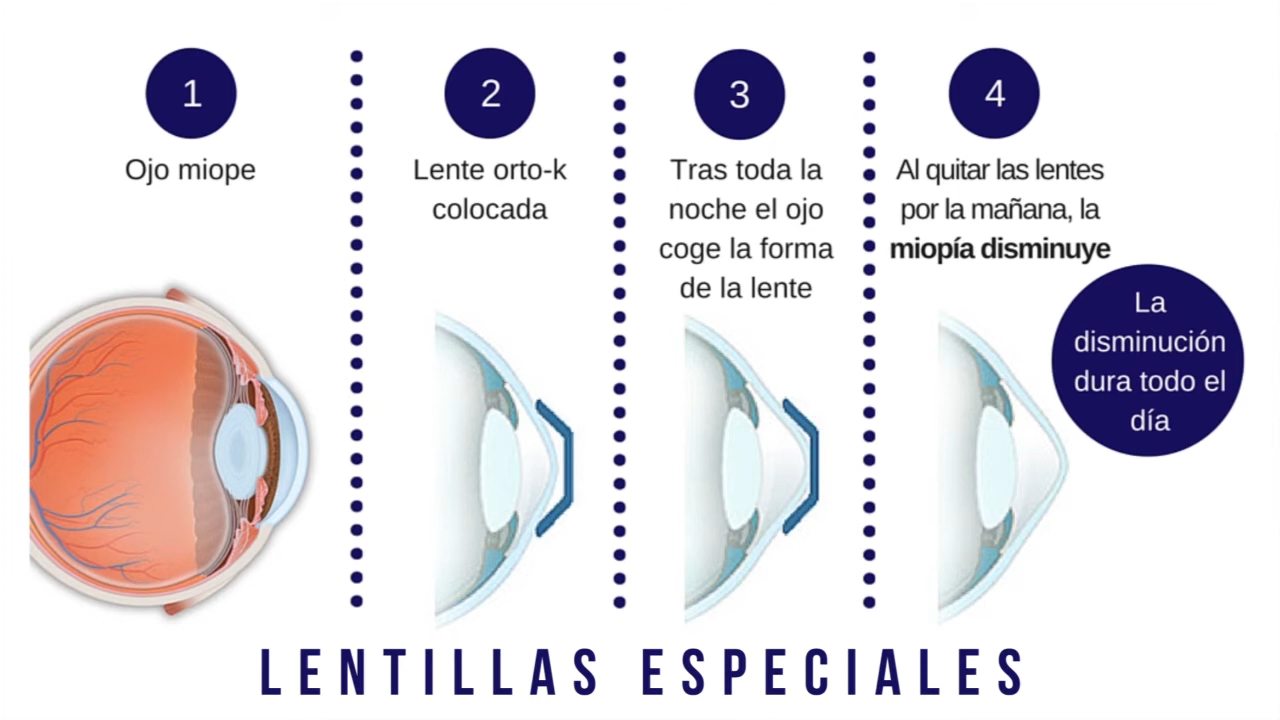 1
Ojo miope
2
Lente orto-k
colocada
3
Tras toda la
noche el ojo
coge la forma
de la lente
4
Al quitar las lentes
por la mañana, la
miopía disminuye
La
disminución
dura todo el
día
LENTILLAS ESPECIALES